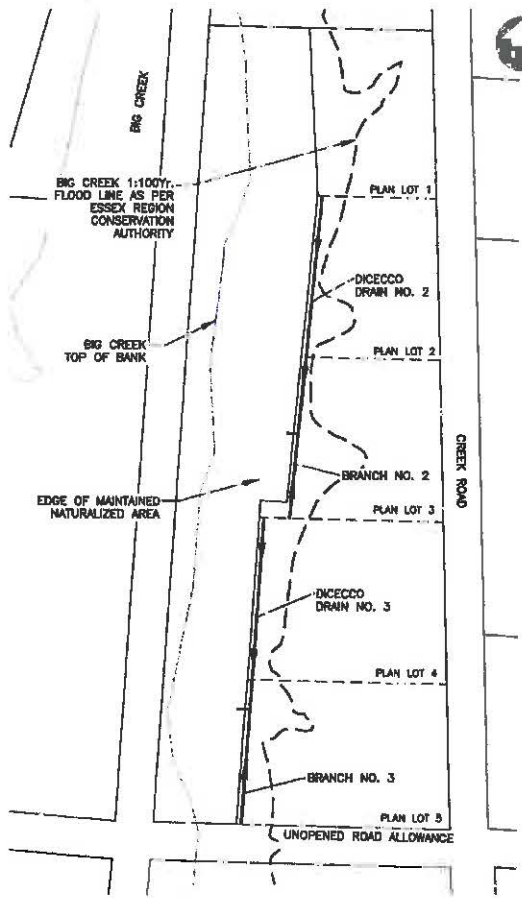 BIG CREEK
BIG CREEK 1:100Yr.
FLOOD LINE AS PER
ESSEX REGION
CONSERVATION
AUTHORITY
PLAN LOT 1
DICECCO
DRAIN NO. 2
BIG CREEK
TOP OF BANK
PLAN LOT 2
CREEK ROAD
BRANCH NO. 2
EDGE OF MAINTAINED
NATURALIZED AREA
PLAN LOT 3
DICECCO
DRAIN NO. 3
PLAN LOT 4
BRANCH NO. 3
PLAN LOT 5
UNOPENED ROAD ALLOWANCE